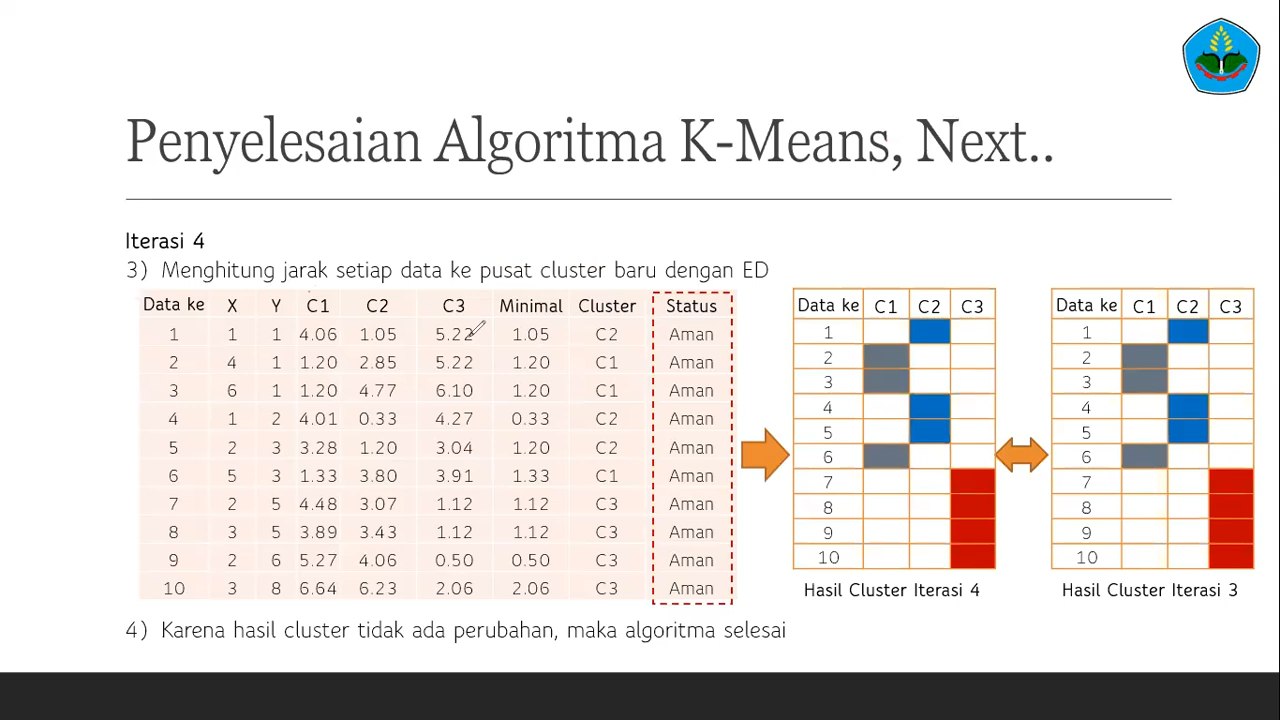 Penyelesaian Algoritma K-Means, Next..
Iterasi 4
3) Menghitung jarak setiap data ke pusat cluster baru dengan ED
Data ke X Y C1 C2 C3 Minimal Cluster Status
1 1 1 4.06 1.05 5.22 1.05 C2 Aman
2 4 1 1.20 2.85 5.22 1.20 C1 Aman
3 6 1 1.20 4.77 6.10 1.20 C1 Aman
4 1 2 4.01 0.33 4.27 0.33 C2 Aman
5 2 3 3.28 1.20 3.04 1.20 C2 Aman
6 5 3 1.33 3.80 3.91 1.33 C1 Aman
7 2 5 4.48 3.07 1.12 1.12 C3 Aman
8 3 5 3.89 3.43 1.12 1.12 C3 Aman
9 2 6 5.27 4.06 0.50 0.50 C3 Aman
10 3 8 6.64 6.23 2.06 2.06 C3 Aman
Data ke C1 C2 C3
1
2
3
4
5
6
7
8
9
10
Hasil Cluster Iterasi 4
Data ke C1 C2 C3
1
2
3
4
5
6
7
8
9
10
Hasil Cluster Iterasi 3
4) Karena hasil cluster tidak ada perubahan, maka algoritma selesai